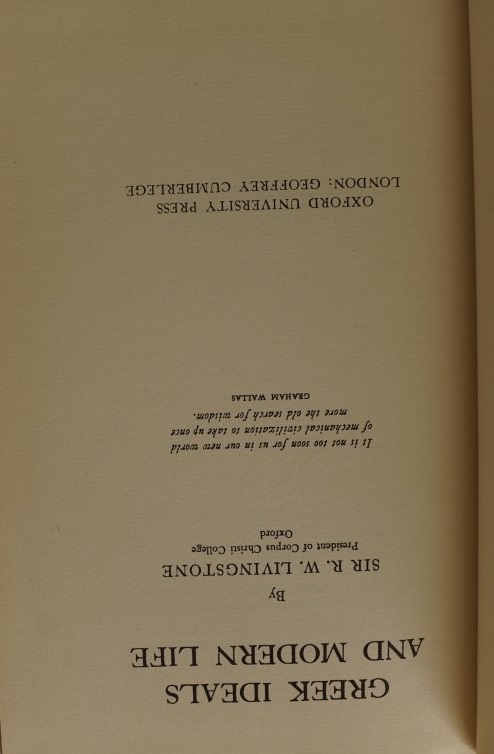 GREEK IDEALS
AND MODERN LIFE
By
SIR R. W. LIVINGSTONE
President of Corpus Christi College
Oxford
It is not too soon for us in our new world
of mechanical civilization to take up once
more the old search for wisdom.
GRAHAM WALLAS
OXFORD UNIVERSITY PRESS
LONDON: GEOFFREY CUMBERLEGE